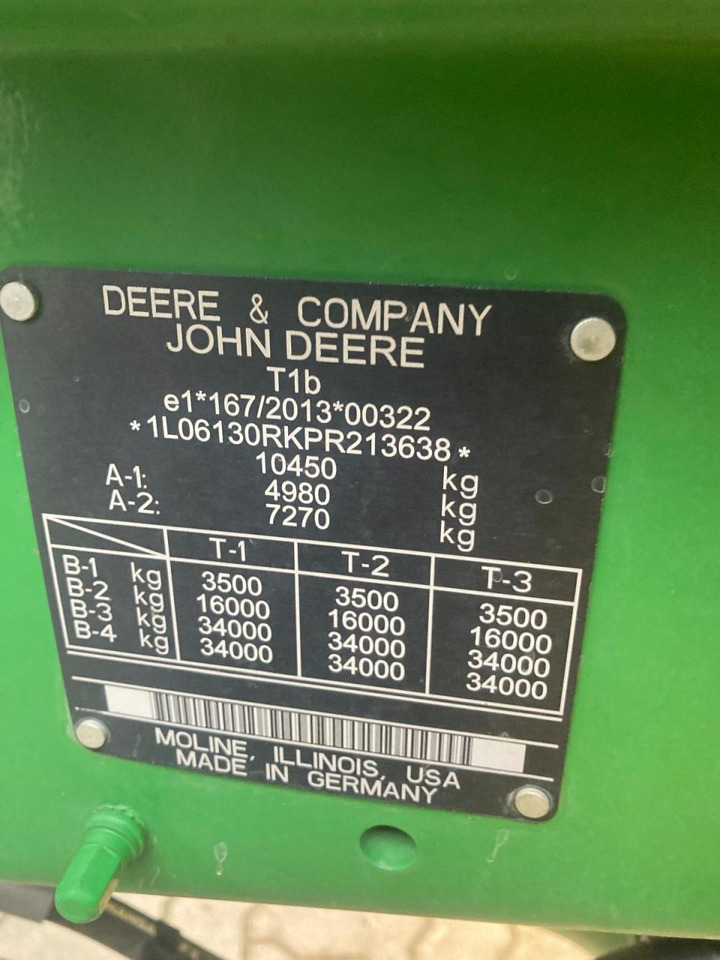 DEERE & COMPANY
JOHN DEERE
T1b
e1*167/2013*00322
*1L06130RKPR213638*
10450 kg
A-1: 4980 kg
A-2: 7270 kg
T-1 T-2 T-3
B-1 kg 3500 3500 3500
B-2 kg 16000 16000 16000
B-3 kg 34000 34000 34000
B-4 kg 34000 34000 34000
MOLINE, ILLINOIS, USA
MADE IN GERMANY